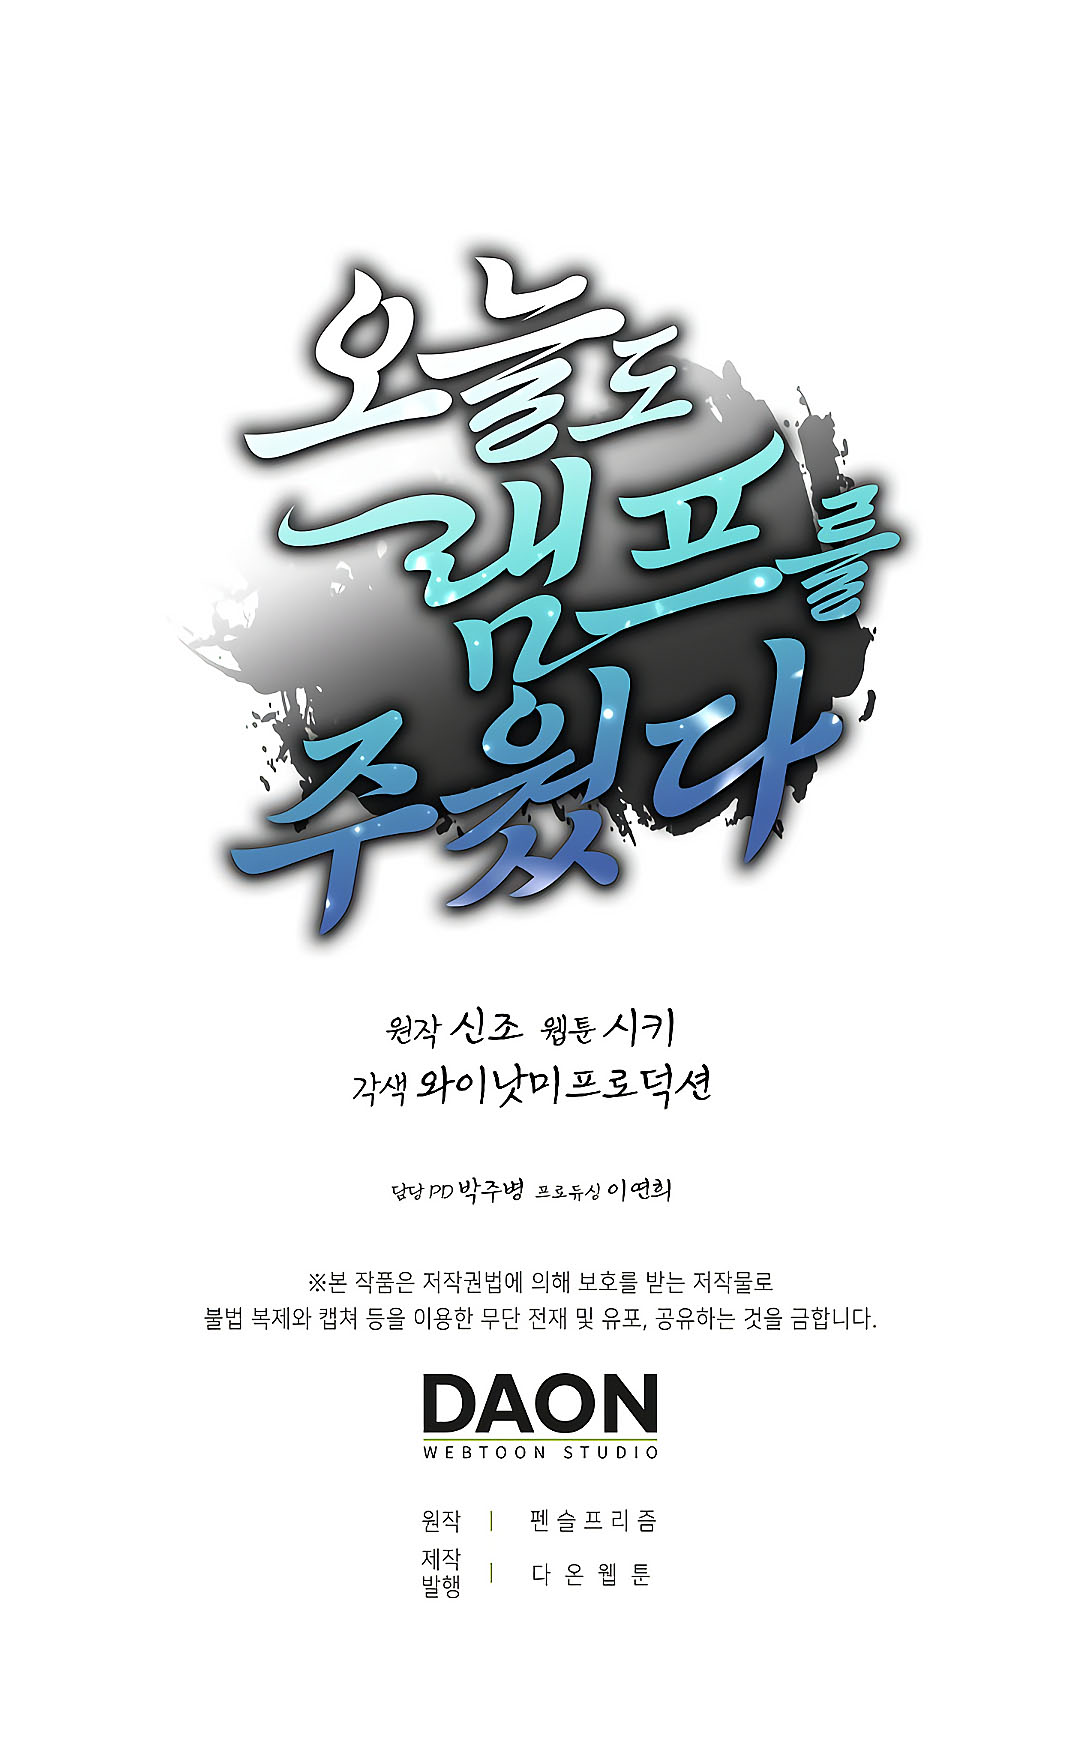 오늘도
램프를
주웠다
원작 신조 웹툰 시키
각색 와이낫미프로덕션
담당 PD 박주병 프로듀싱 이연희
※본 작품은 저작권법에 의해 보호를 받는 저작물로
불법 복제와 캡쳐 등을 이용한 무단 전재 및 유포, 공유하는 것을 금합니다.
DAON
WEBTOON STUDIO
원작 | 펜슬프리즘
제작
발행 | 다온웹툰